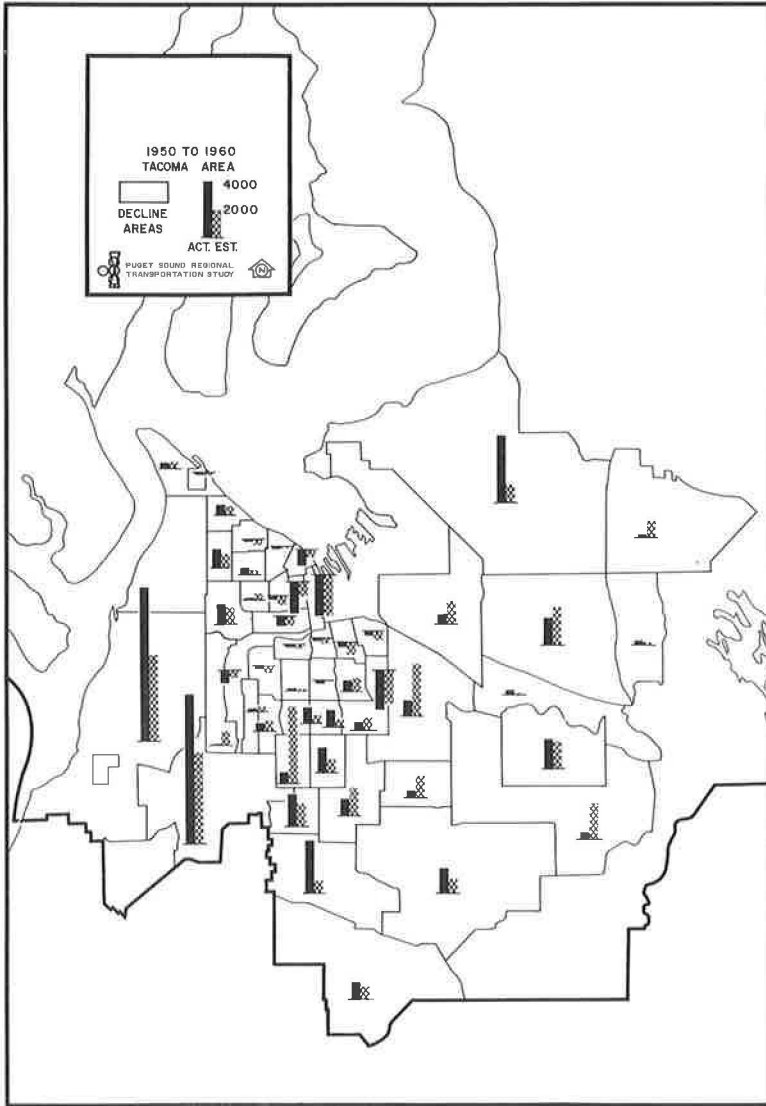 1950 TO 1960
TACOMA AREA
4000
2000
DECLINE
AREAS
ACT. EST.
PUGET SOUND REGIONAL
TRANSPORTATION STUDY
N